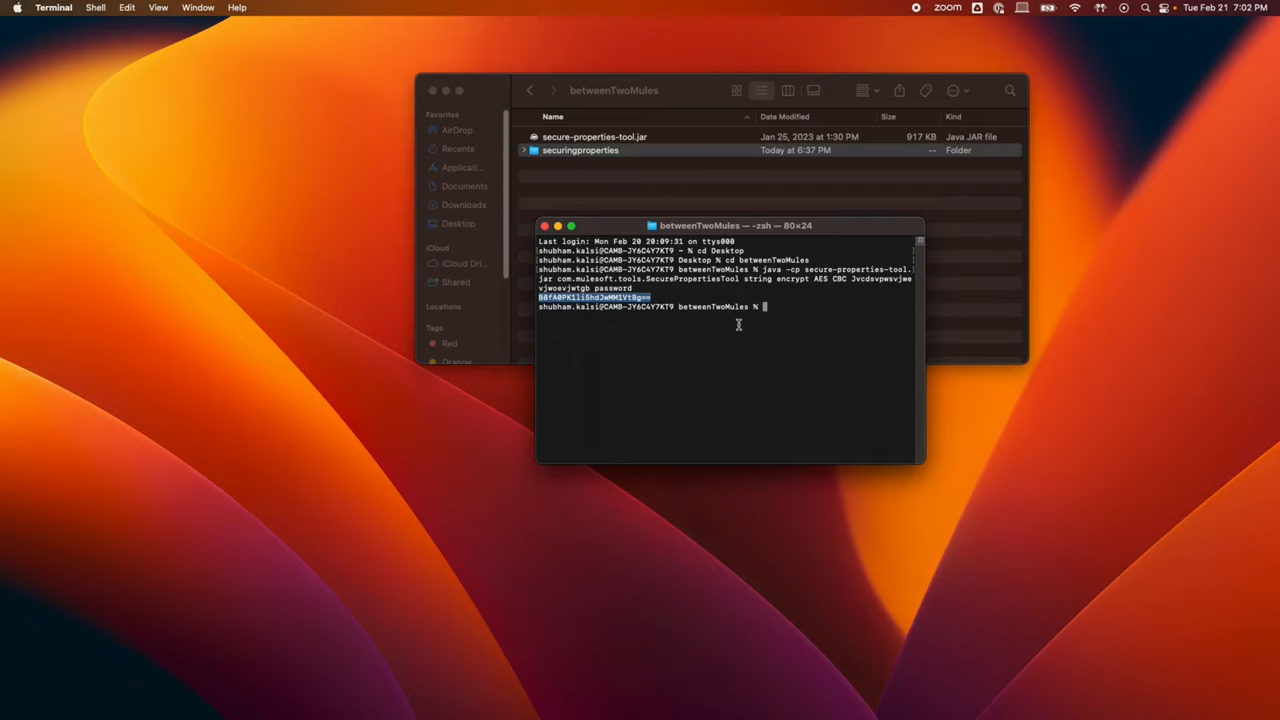 Terminal Shell Edit View Window Help zoom Tue Feb 21 7:02 PM
betweenTwoMules
Favorites
AirDrop
Recents
Applicati...
Documents
Downloads
Desktop
iCloud
iCloud Dri...
Shared
Locations
Tags
Red
Orange
Name Date Modified Size Kind
secure-properties-tool.jar Jan 25, 2023 at 1:30 PM 917 KB Java JAR file
securingproperties Today at 6:37 PM -- Folder
betweenTwoMules — -zsh — 80×24
Last login: Mon Feb 20 20:09:31 on ttys000
[shubham.kalsi@CAMB-JY6C4Y7KT9 ~ % cd Desktop ]
[shubham.kalsi@CAMB-JY6C4Y7KT9 Desktop % cd betweenTwoMules ]
[shubham.kalsi@CAMB-JY6C4Y7KT9 betweenTwoMules % java -cp secure-properties-tool.]
jar com.mulesoft.tools.SecurePropertiesTool string encrypt AES CBC Jvcdsvpwsvjwe
vjwoevjwtgb password
B8fA0PK1li5hdJwMM1VtBg==
shubham.kalsi@CAMB-JY6C4Y7KT9 betweenTwoMules %